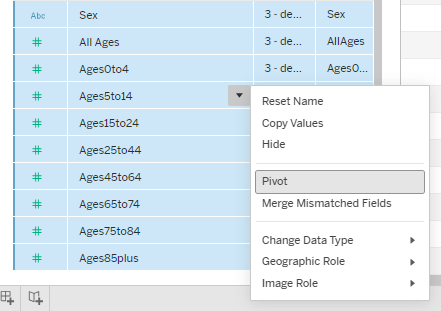 Abc Sex 3 - de... Sex
# All Ages 3 - de... AllAges
# Ages0to4 3 - de... Ages0...
# Ages5to14
# Ages15to24
# Ages25to44
# Ages45to64
# Ages65to74
# Ages75to84
# Ages85plus
Reset Name
Copy Values
Hide
Pivot
Merge Mismatched Fields
Change Data Type
Geographic Role
Image Role